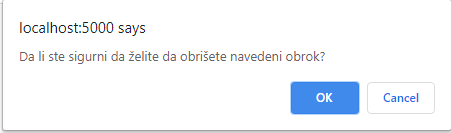 localhost:5000 says
Da li ste sigurni da želite da obrišete navedeni obrok?
OK
Cancel